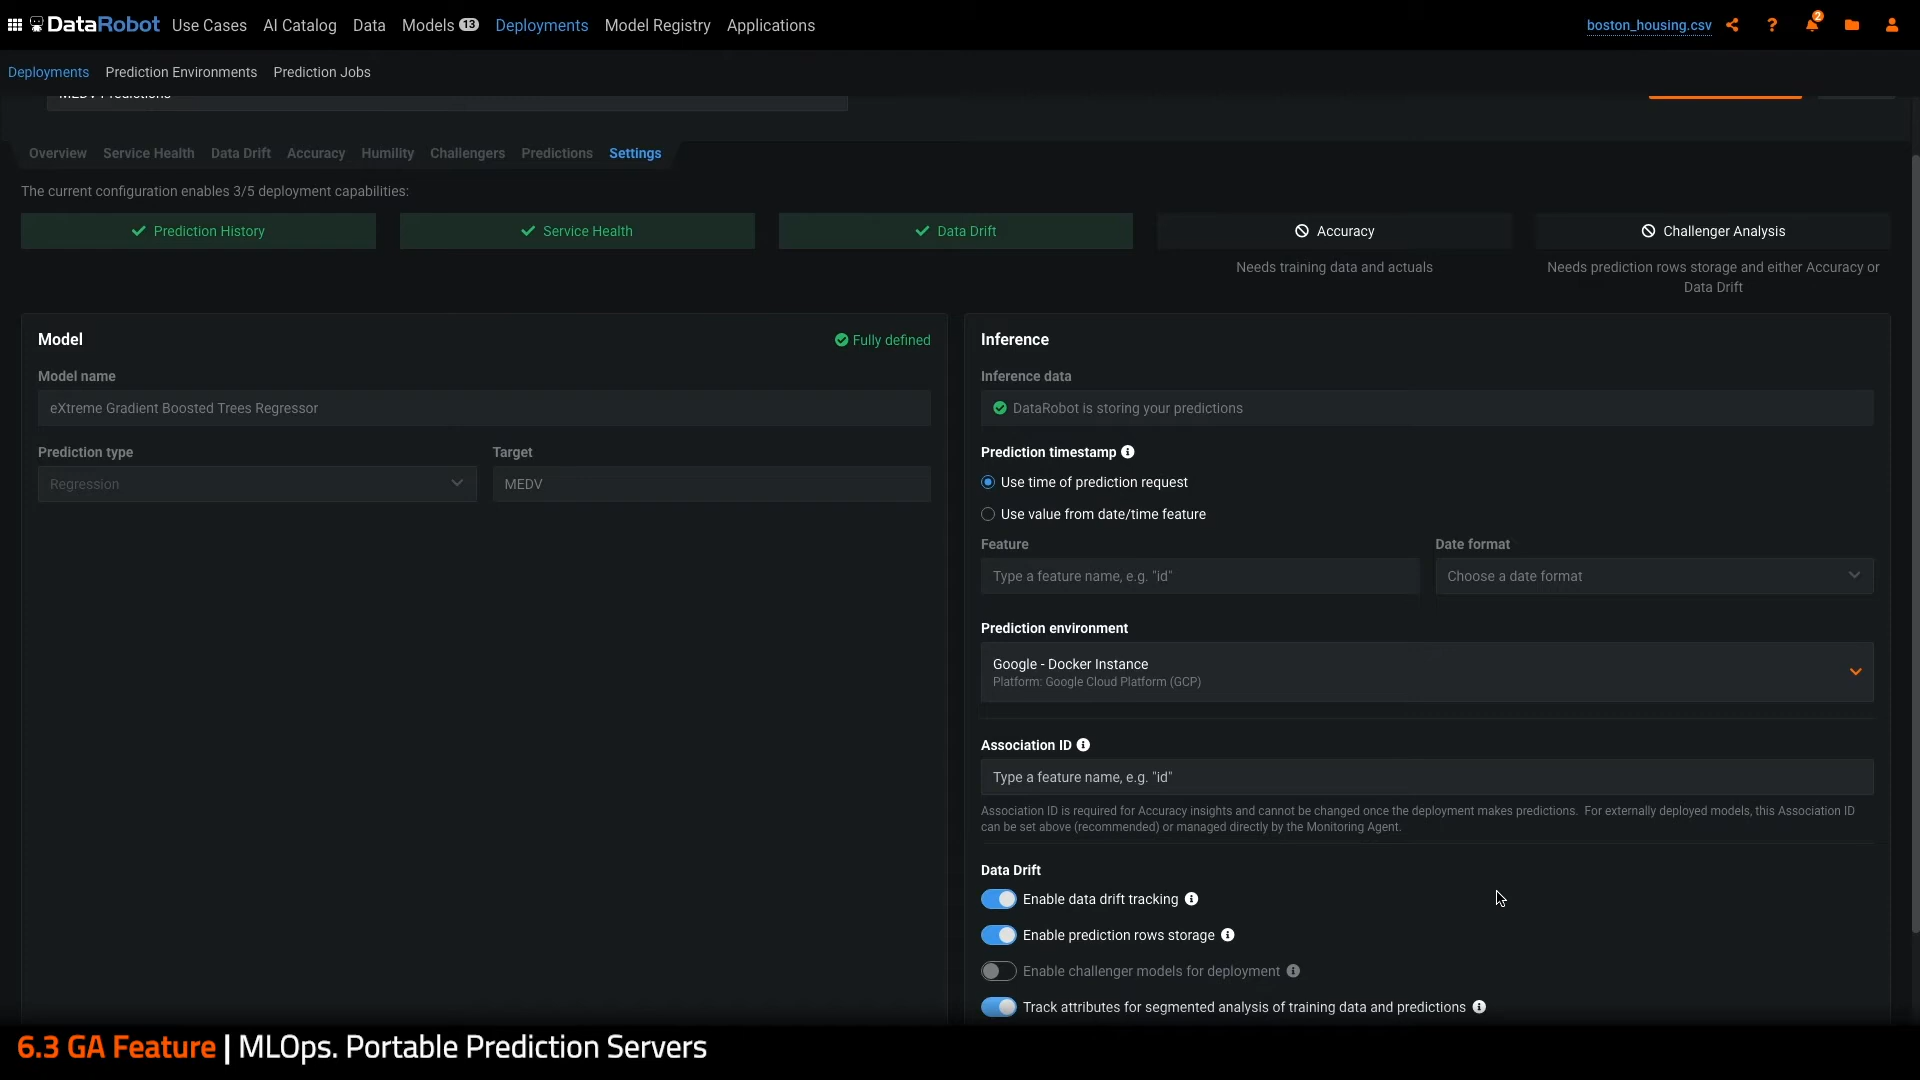 DataRobot Use Cases AI Catalog Data Models 13 Deployments Model Registry Applications boston_housing.csv ? 2
Deployments Prediction Environments Prediction Jobs
MEDV Predictions
Overview Service Health Data Drift Accuracy Humility Challengers Predictions Settings
The current configuration enables 3/5 deployment capabilities:
Prediction History Service Health Data Drift Accuracy Challenger Analysis
Needs training data and actuals
Needs prediction rows storage and either Accuracy or
Data Drift
Model Fully defined
Model name
eXtreme Gradient Boosted Trees Regressor
Prediction type Target
Regression MEDV
Inference
Inference data
DataRobot is storing your predictions
Prediction timestamp
Use time of prediction request
Use value from date/time feature
Feature Date format
Type a feature name, e.g. "id" Choose a date format
Prediction environment
Google - Docker Instance
Platform: Google Cloud Platform (GCP)
Association ID
Type a feature name, e.g. "id"
Association ID is required for Accuracy insights and cannot be changed once the deployment makes predictions. For externally deployed models, this Association ID
can be set above (recommended) or managed directly by the Monitoring Agent.
Data Drift
Enable data drift tracking
Enable prediction rows storage
Enable challenger models for deployment
Track attributes for segmented analysis of training data and predictions
6.3 GA Feature | MLOps. Portable Prediction Servers